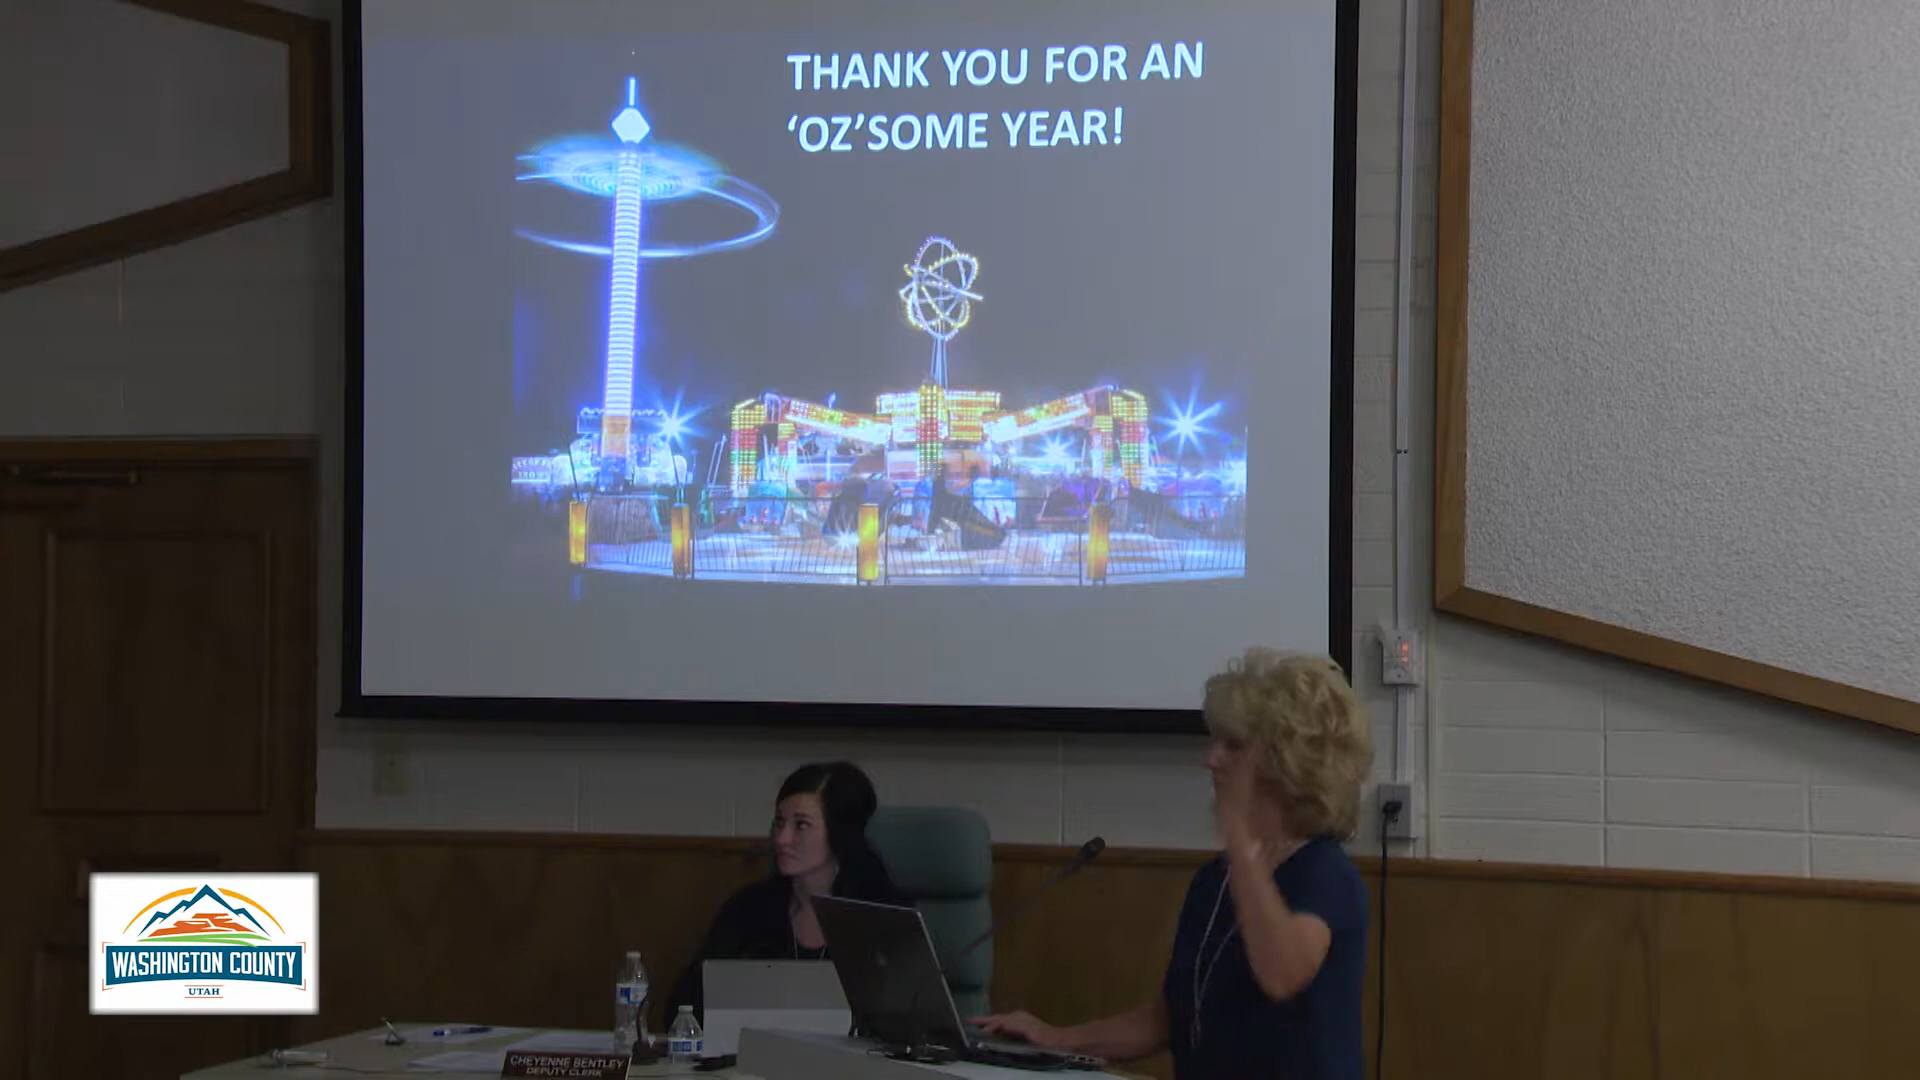 THANK YOU FOR AN
‘OZ’SOME YEAR!
WASHINGTON COUNTY
UTAH
CHEYENNE BENTLEY
DEPUTY CLERK